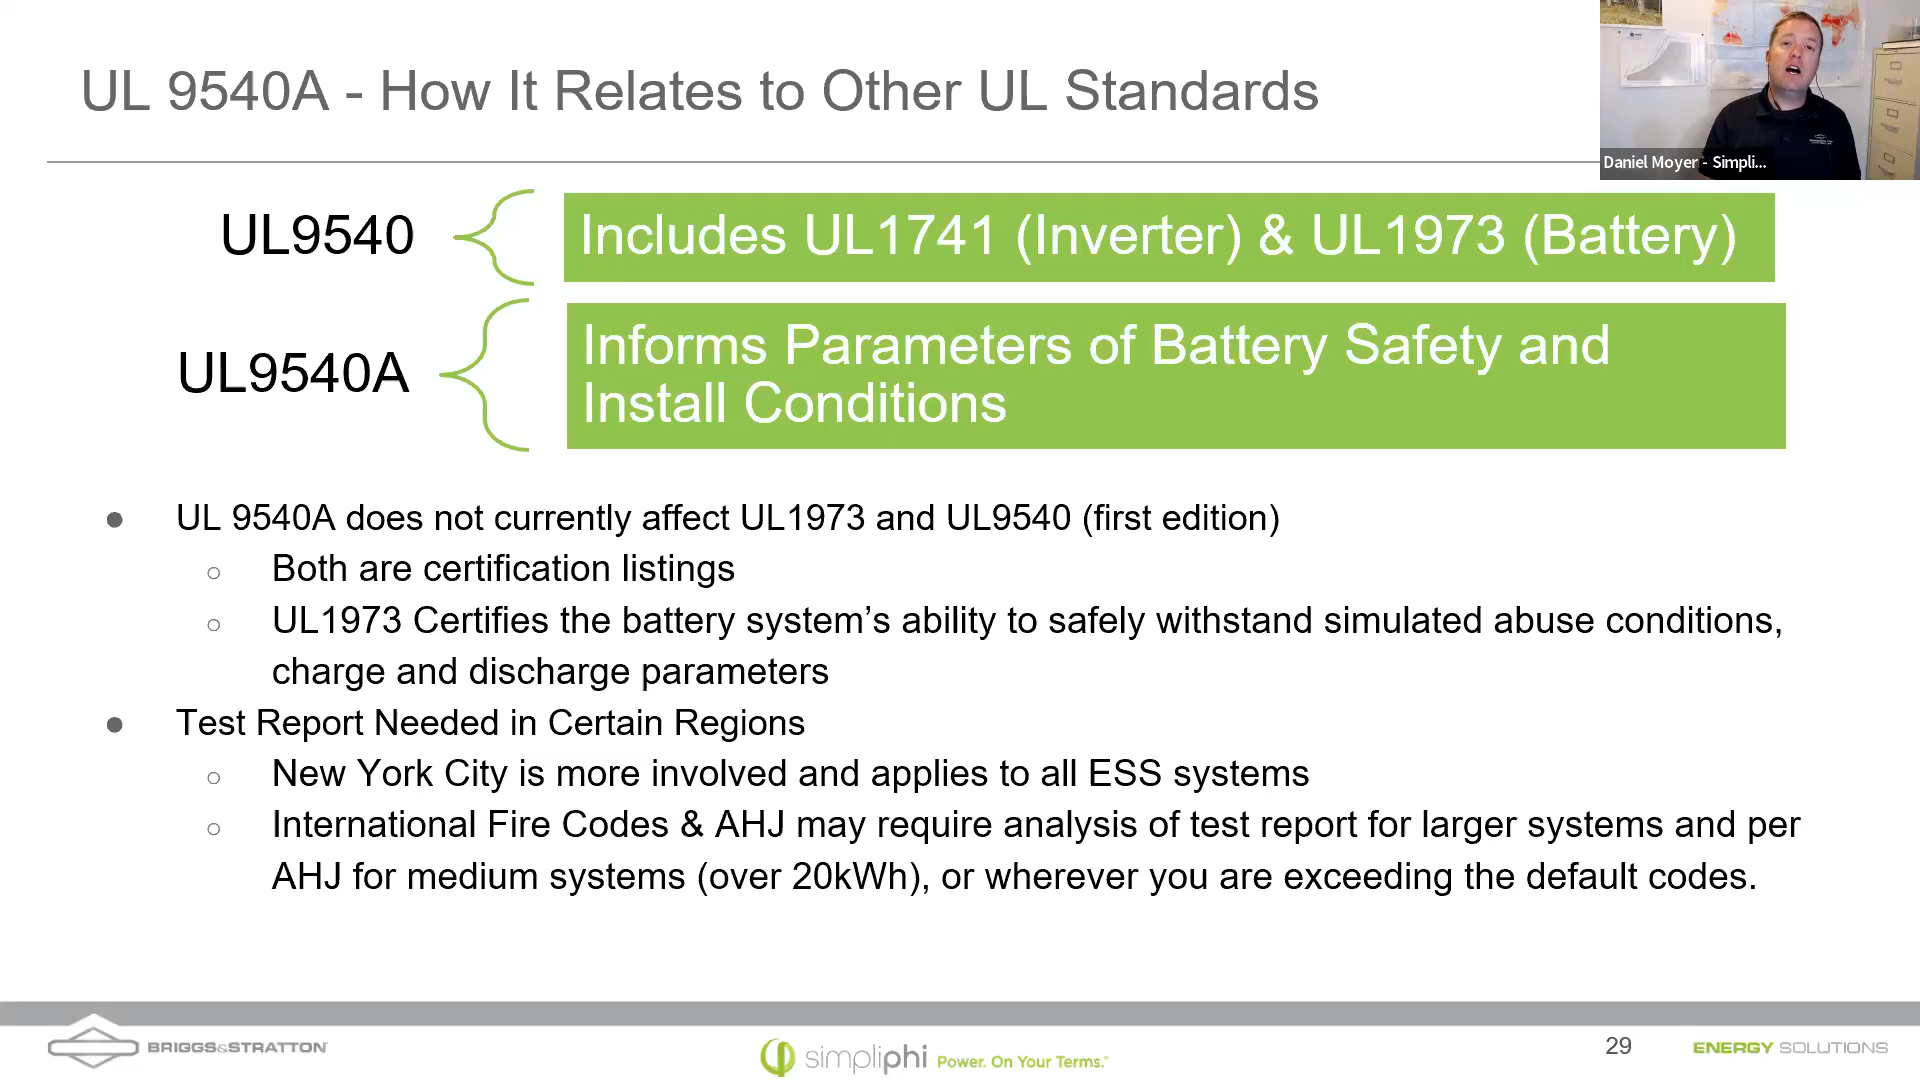 UL 9540A - How It Relates to Other UL Standards
Daniel Moyer - Simpli...
UL9540
Includes UL1741 (Inverter) & UL1973 (Battery)
UL9540A
Informs Parameters of Battery Safety and
Install Conditions
● UL 9540A does not currently affect UL1973 and UL9540 (first edition)
○ Both are certification listings
○ UL1973 Certifies the battery system’s ability to safely withstand simulated abuse conditions,
charge and discharge parameters
● Test Report Needed in Certain Regions
○ New York City is more involved and applies to all ESS systems
○ International Fire Codes & AHJ may require analysis of test report for larger systems and per
AHJ for medium systems (over 20kWh), or wherever you are exceeding the default codes.
BRIGGS&STRATTON
simpliphi Power. On Your Terms.™
29
ENERGY SOLUTIONS